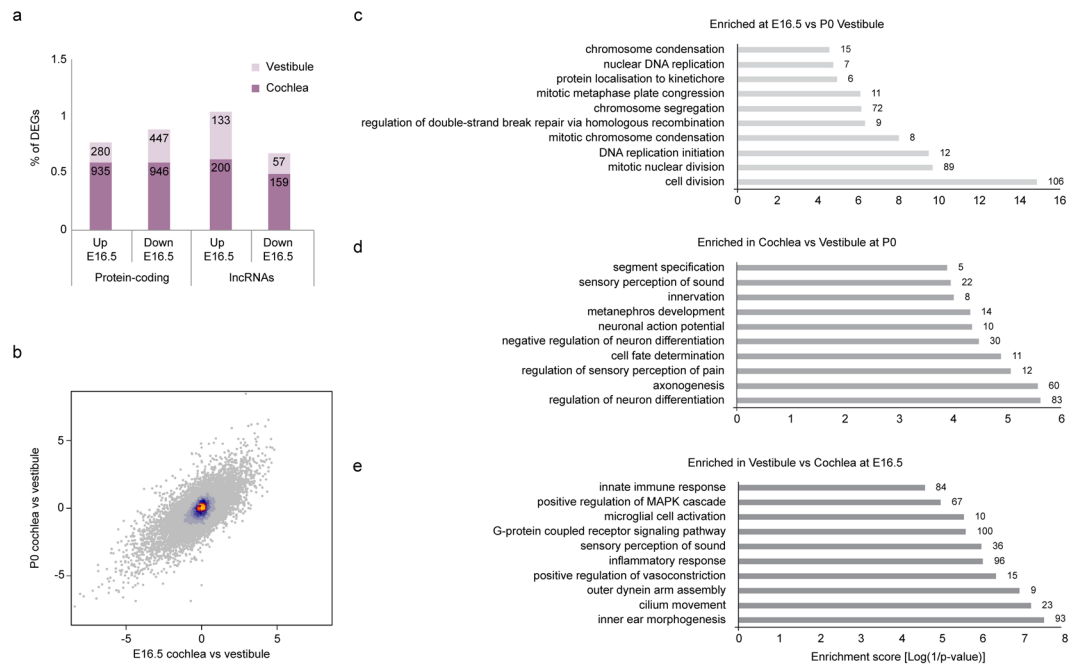 a
1.5
1
0.5
0
% of DEGs
Vestibule
Cochlea
280
935
447
946
133
200
57
159
Up
E16.5
Down
E16.5
Up
E16.5
Down
E16.5
Protein-coding
lncRNAs
b
P0 cochlea vs vestibule
5
0
-5
-5
0
5
E16.5 cochlea vs vestibule
c
Enriched at E16.5 vs P0 Vestibule
chromosome condensation 15
nuclear DNA replication 7
protein localisation to kinetichore 6
mitotic metaphase plate congression 11
chromosome segregation 72
regulation of double-strand break repair via homologous recombination 9
mitotic chromosome condensation 8
DNA replication initiation 12
mitotic nuclear division 89
cell division 106
0 2 4 6 8 10 12 14 16
d
Enriched in Cochlea vs Vestibule at P0
segment specification 5
sensory perception of sound 22
innervation 8
metanephros development 14
neuronal action potential 10
negative regulation of neuron differentiation 30
cell fate determination 11
regulation of sensory perception of pain 12
axonogenesis 60
regulation of neuron differentiation 83
0 1 2 3 4 5 6
e
Enriched in Vestibule vs Cochlea at E16.5
innate immune response 84
positive regulation of MAPK cascade 67
microglial cell activation 10
G-protein coupled receptor signaling pathway 100
sensory perception of sound 36
inflammatory response 96
positive regulation of vasoconstriction 15
outer dynein arm assembly 9
cilium movement 23
inner ear morphogenesis 93
0 1 2 3 4 5 6 7 8
Enrichment score [Log(1/p-value)]